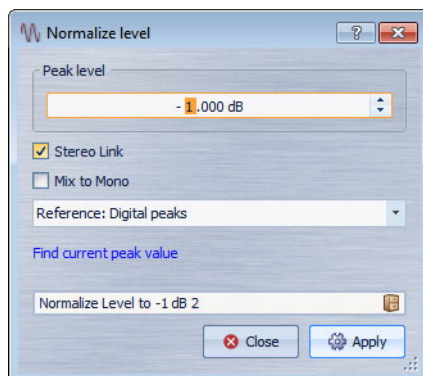 Normalize level
?
Peak level
- 1.000 dB
Stereo Link
Mix to Mono
Reference: Digital peaks
Find current peak value
Normalize Level to -1 dB 2
Close
Apply